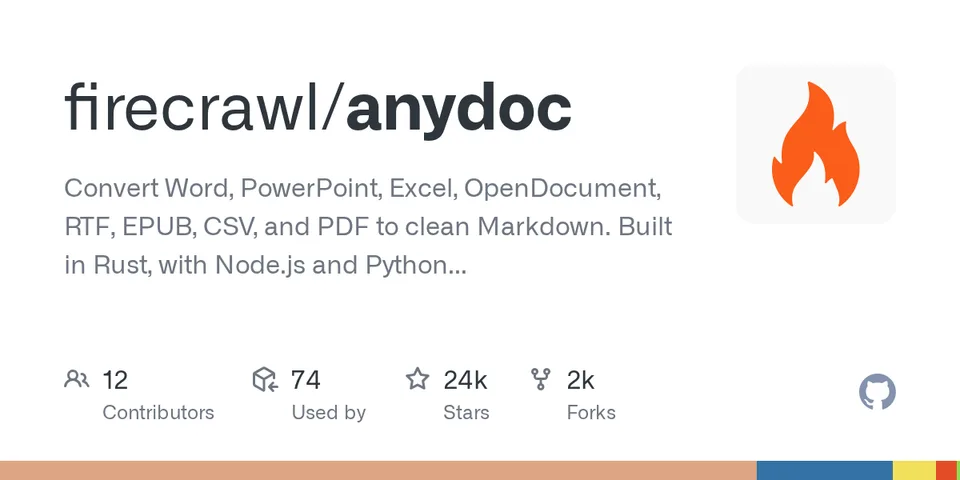 firecrawl/anydoc
Convert Word, PowerPoint, Excel, OpenDocument,
RTF, EPUB, CSV, and PDF to clean Markdown. Built
in Rust, with Node.js and Python...
12
Contributors
74
Used by
24k
Stars
2k
Forks